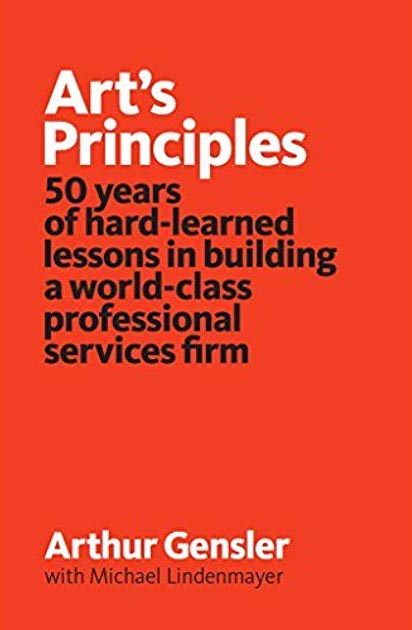 Art's
Principles
50 years
of hard-learned
lessons in building
a world-class
professional
services firm
Arthur Gensler
with Michael Lindenmayer